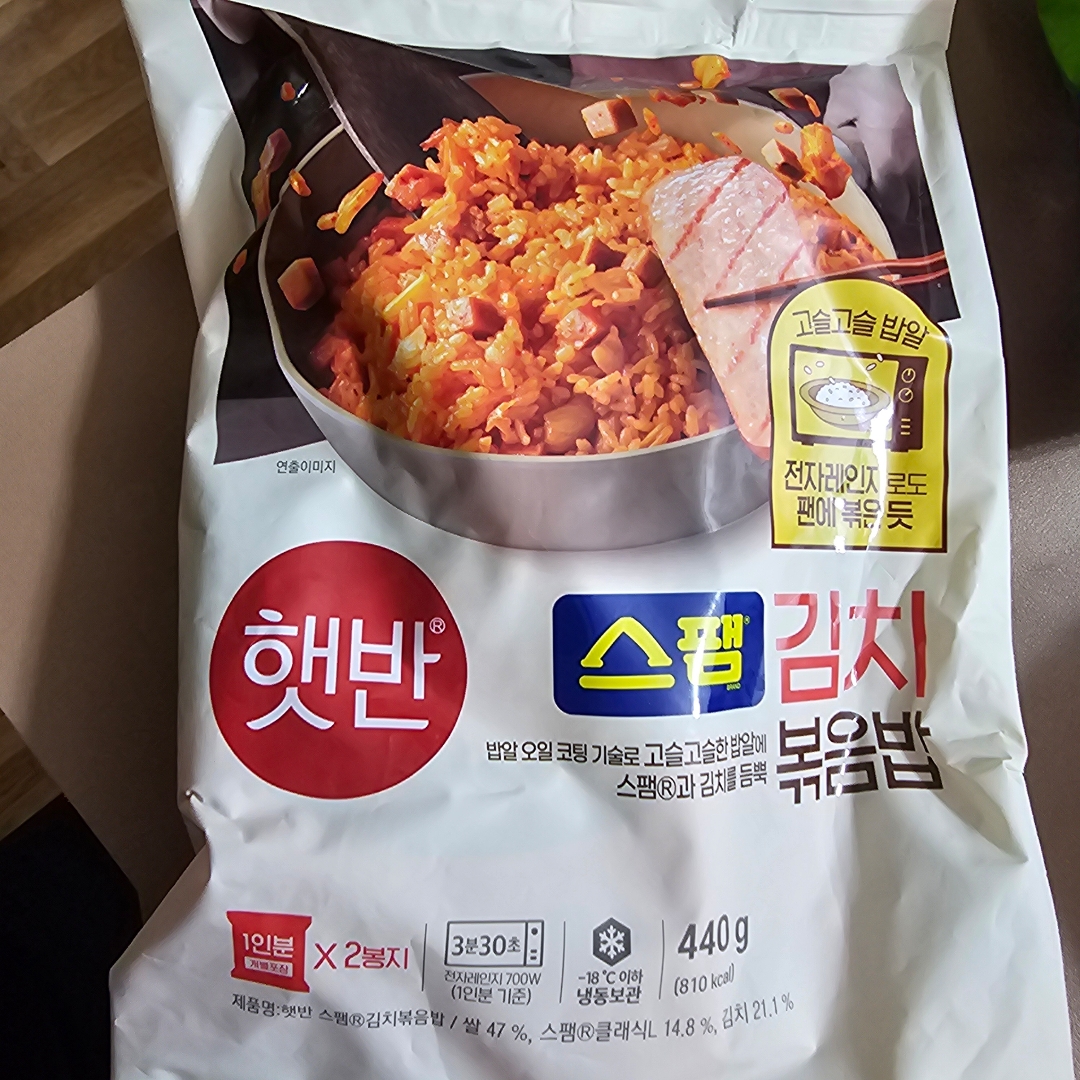 연출이미지
고슬고슬 밥알
전자레인지로도
팬에 볶은 듯
햇반®
스팸®
BRAND
김치
볶음밥
밥알 오일 코팅 기술로 고슬고슬한 밥알에
스팸®과 김치를 듬뿍
1인분
개별포장
X 2봉지
3분30초
전자레인지 700W
(1인분 기준)
-18 ℃ 이하
냉동보관
440g
(810 kcal)
제품명:햇반 스팸®김치볶음밥 / 쌀 47 %, 스팸®클래식L 14.8 %, 김치 21.1 %